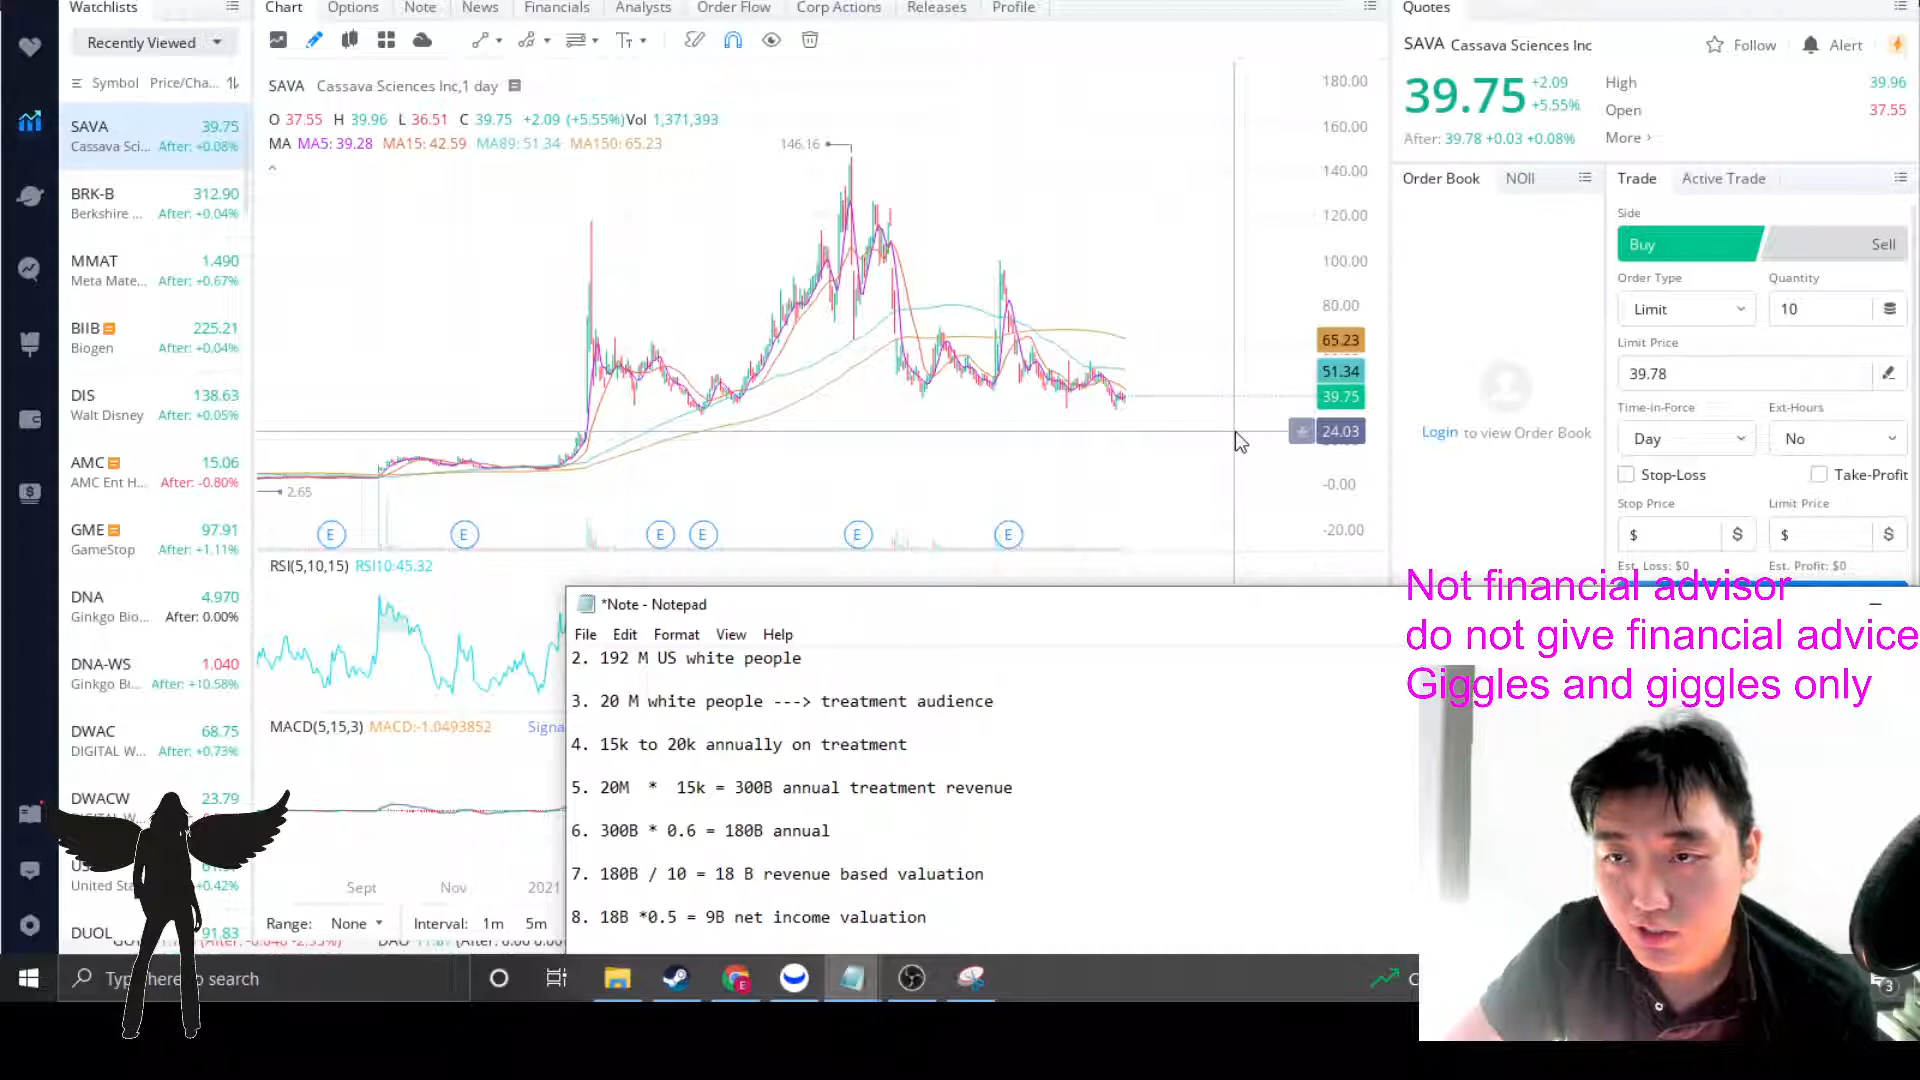 Watchlists
Recently Viewed
Symbol Price/Cha...
SAVA 39.75
Cassava Sci... After: +0.08%
BRK-B 312.90
Berkshire ... After: +0.04%
MMAT 1.490
Meta Mate... After: +0.67%
BIIB 225.21
Biogen After: +0.04%
DIS 138.63
Walt Disney After: +0.05%
AMC 15.06
AMC Ent H... After: -0.80%
GME 97.91
GameStop After: +1.11%
DNA 4.970
Ginkgo Bio... After: 0.00%
DNA-WS 1.040
Ginkgo Bi... After: +10.58%
DWAC 68.75
DIGITAL W... After: +0.73%
DWACW 23.79
United Sta +0.42%
DUOL 91.83
Chart Options Note News Financials Analysts Order Flow Corp Actions Releases Profile
SAVA Cassava Sciences Inc,1 day
O 37.55 H 39.96 L 36.51 C 39.75 +2.09 (+5.55%)Vol 1,371,393
MA MA5: 39.28 MA15: 42.59 MA89: 51.34 MA150: 65.23
146.16
2.65
180.00
160.00
140.00
120.00
100.00
80.00
65.23
51.34
39.75
24.03
-0.00
-20.00
E E E E E E
RSI(5,10,15) RSI10:45.32
MACD(5,15,3) MACD:-1.0493852 Signa
Sept Nov 2021
Range: None Interval: 1m 5m
*Note - Notepad
File Edit Format View Help
2. 192 M US white people
3. 20 M white people ---> treatment audience
4. 15k to 20k annually on treatment
5. 20M * 15k = 300B annual treatment revenue
6. 300B * 0.6 = 180B annual
7. 180B / 10 = 18 B revenue based valuation
8. 18B *0.5 = 9B net income valuation
Quotes
SAVA Cassava Sciences Inc Follow Alert
39.75 +2.09 +5.55%
High 39.96
Open 37.55
After: 39.78 +0.03 +0.08% More
Order Book NOII
Login to view Order Book
Trade Active Trade
Side
Buy Sell
Order Type Quantity
Limit 10
Limit Price
39.78
Time-in-Force Ext-Hours
Day No
Stop-Loss Take-Profit
Stop Price Limit Price
$ $ $ $
Est. Loss: $0 Est. Profit: $0
Not financial advisor
do not give financial advice
Giggles and giggles only
Type here to search
3